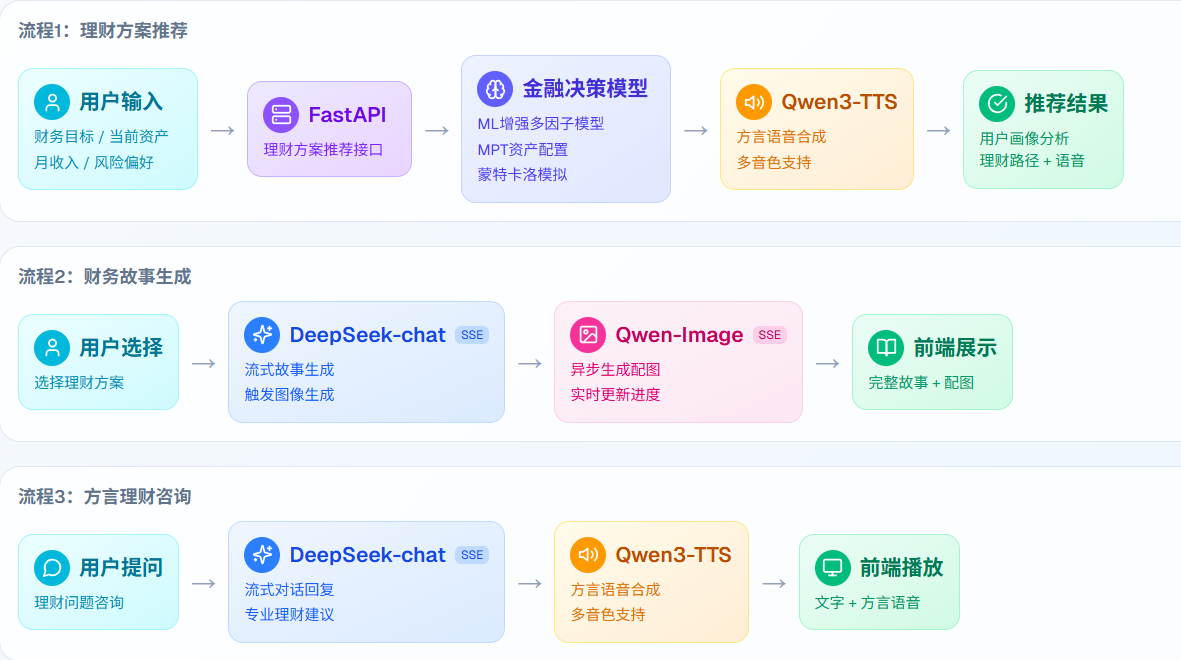 流程1：理财方案推荐
用户输入
财务目标 / 当前资产
月收入 / 风险偏好
FastAPI
理财方案推荐接口
金融决策模型
ML增强多因子模型
MPT资产配置
蒙特卡洛模拟
Qwen3-TTS
方言语音合成
多音色支持
推荐结果
用户画像分析
理财路径 + 语音
流程2：财务故事生成
用户选择
选择理财方案
DeepSeek-chat SSE
流式故事生成
触发图像生成
Qwen-Image SSE
异步生成配图
实时更新进度
前端展示
完整故事 + 配图
流程3：方言理财咨询
用户提问
理财问题咨询
DeepSeek-chat SSE
流式对话回复
专业理财建议
Qwen3-TTS
方言语音合成
多音色支持
前端播放
文字 + 方言语音